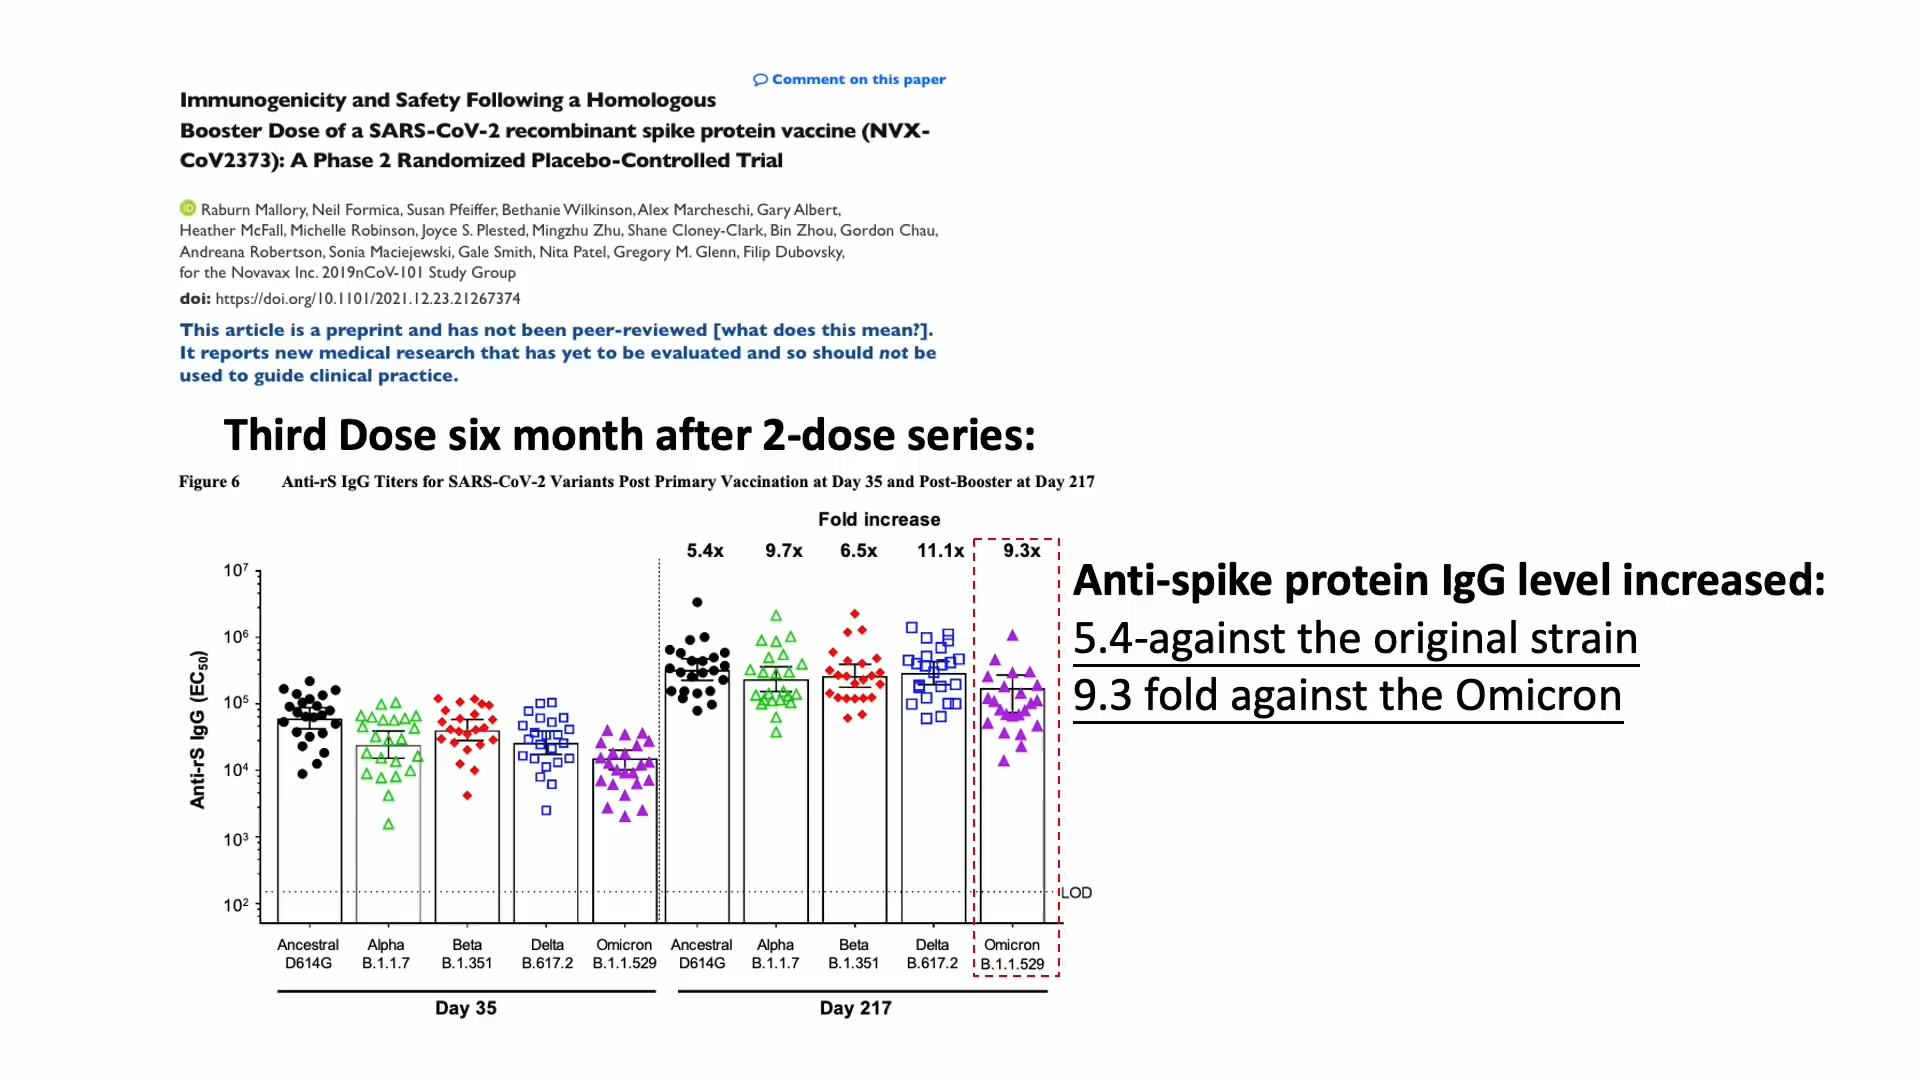 Comment on this paper
Immunogenicity and Safety Following a Homologous
Booster Dose of a SARS-CoV-2 recombinant spike protein vaccine (NVX-
CoV2373): A Phase 2 Randomized Placebo-Controlled Trial
iD Raburn Mallory, Neil Formica, Susan Pfeiffer, Bethanie Wilkinson, Alex Marcheschi, Gary Albert,
Heather McFall, Michelle Robinson, Joyce S. Plested, Mingzhu Zhu, Shane Cloney-Clark, Bin Zhou, Gordon Chau,
Andreana Robertson, Sonia Maciejewski, Gale Smith, Nita Patel, Gregory M. Glenn, Filip Dubovsky,
for the Novavax Inc. 2019nCoV-101 Study Group
doi: https://doi.org/10.1101/2021.12.23.21267374
This article is a preprint and has not been peer-reviewed [what does this mean?].
It reports new medical research that has yet to be evaluated and so should not be
used to guide clinical practice.
Third Dose six month after 2-dose series:
Figure 6 Anti-rS IgG Titers for SARS-CoV-2 Variants Post Primary Vaccination at Day 35 and Post-Booster at Day 217
Fold increase
5.4x 9.7x 6.5x 11.1x 9.3x
Anti-rS IgG (EC50)
10⁷
10⁶
10⁵
10⁴
10³
10²
LOD
Ancestral Alpha Beta Delta Omicron Ancestral Alpha Beta Delta Omicron
D614G B.1.1.7 B.1.351 B.617.2 B.1.1.529 D614G B.1.1.7 B.1.351 B.617.2 B.1.1.529
Day 35 Day 217
Anti-spike protein IgG level increased:
5.4-against the original strain
9.3 fold against the Omicron